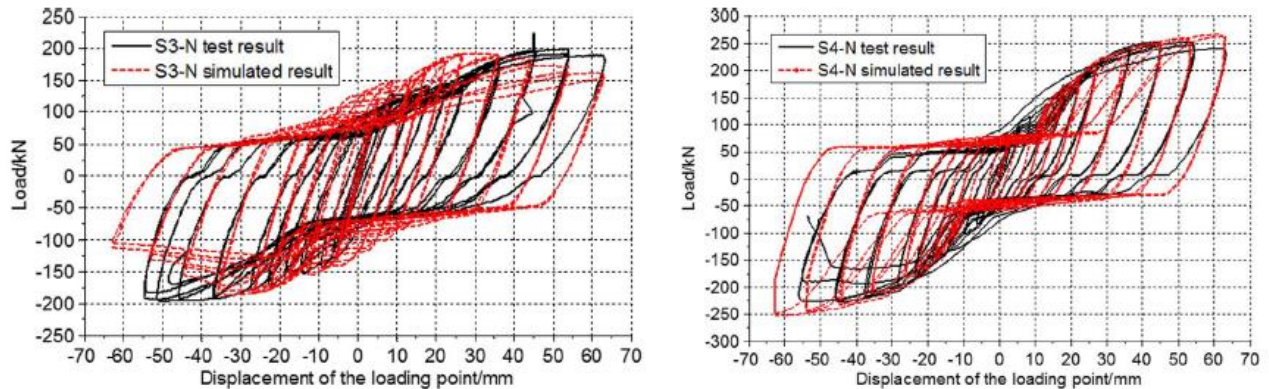 250
200
150
100
50
0
-50
-100
-150
-200
-250
Load/kN
S3-N test result
S3-N simulated result
-70 -60 -50 -40 -30 -20 -10 0 10 20 30 40 50 60 70
Displacement of the loading point/mm
300
250
200
150
100
50
0
-50
-100
-150
-200
-250
-300
Load/kN
S4-N test result
S4-N simulated result
-70 -60 -50 -40 -30 -20 -10 0 10 20 30 40 50 60 70
Displacement of the loading point/mm